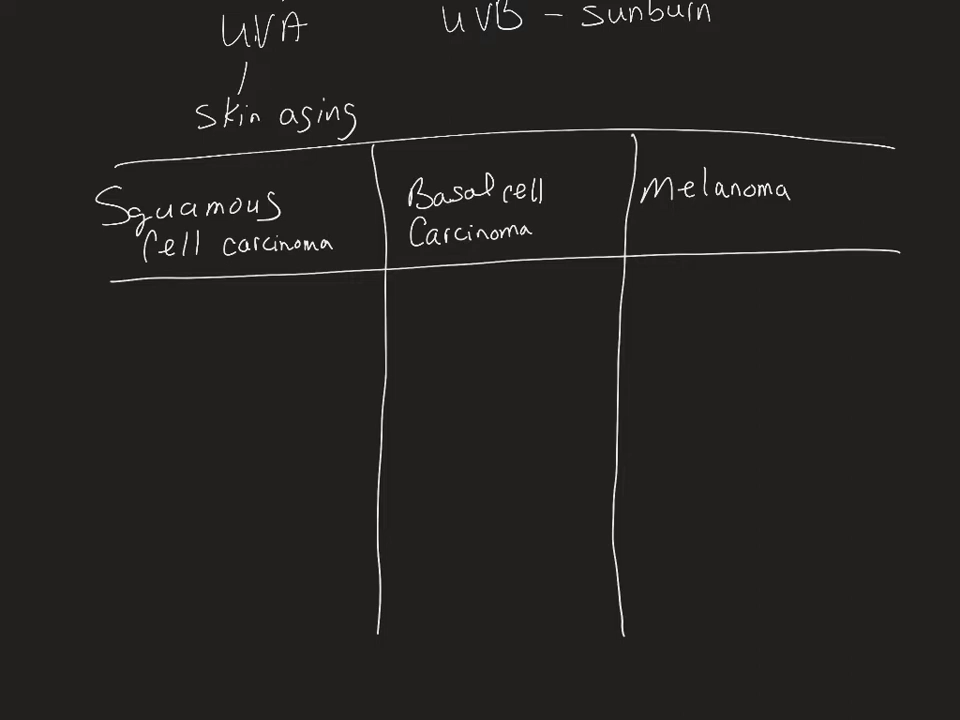 UVA UVB - sunburn
skin aging
Squamous cell carcinoma
Basal cell Carcinoma
Melanoma